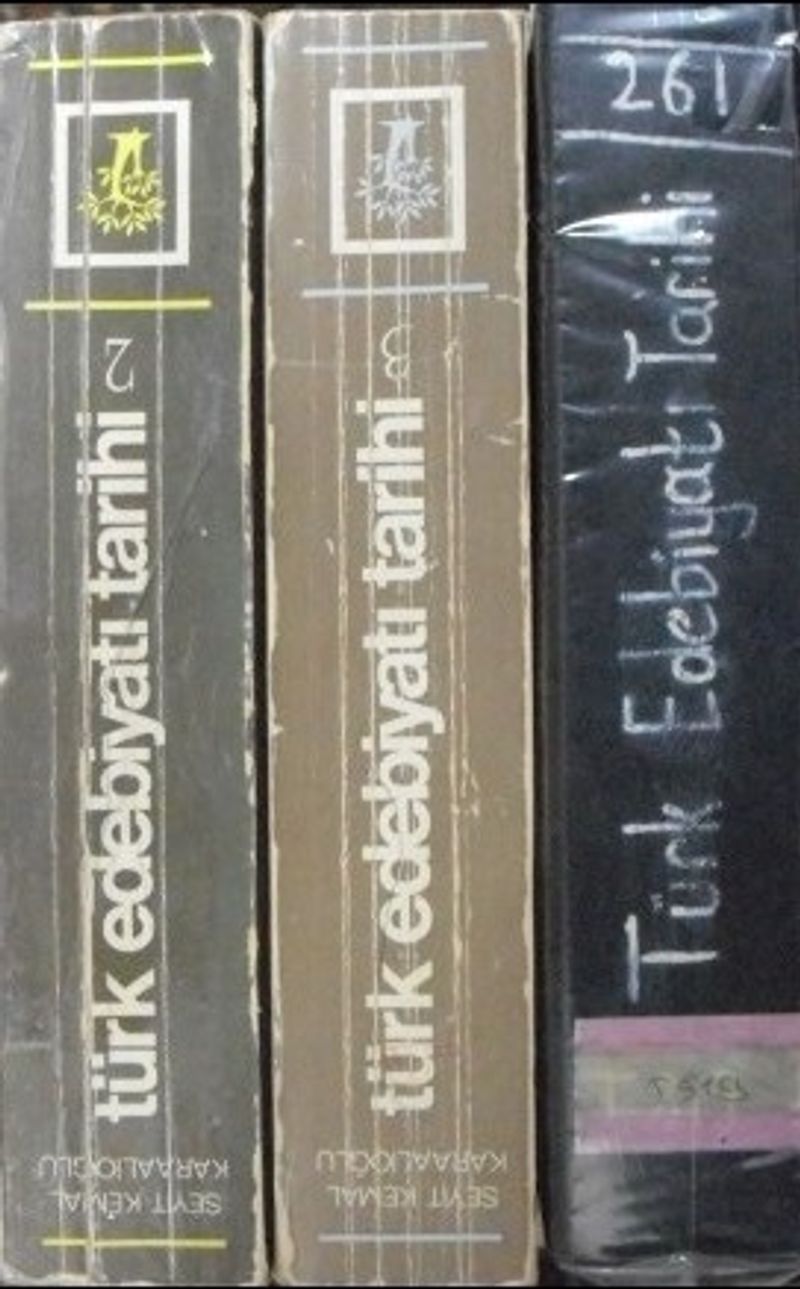 türk edebiyatı tarihi 2
SEYİT KEMAL
KARAALİOĞLU
türk edebiyatı tarihi 3
SEYİT KEMAL
KARAALİOĞLU
261
Türk Edebiyatı Tarihi